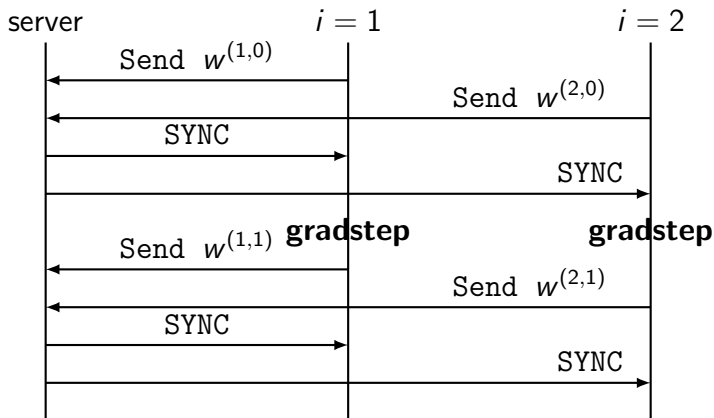 server i = 1 i = 2
Send w^{(1,0)}
Send w^{(2,0)}
SYNC
SYNC
gradstep gradstep
Send w^{(1,1)}
Send w^{(2,1)}
SYNC
SYNC